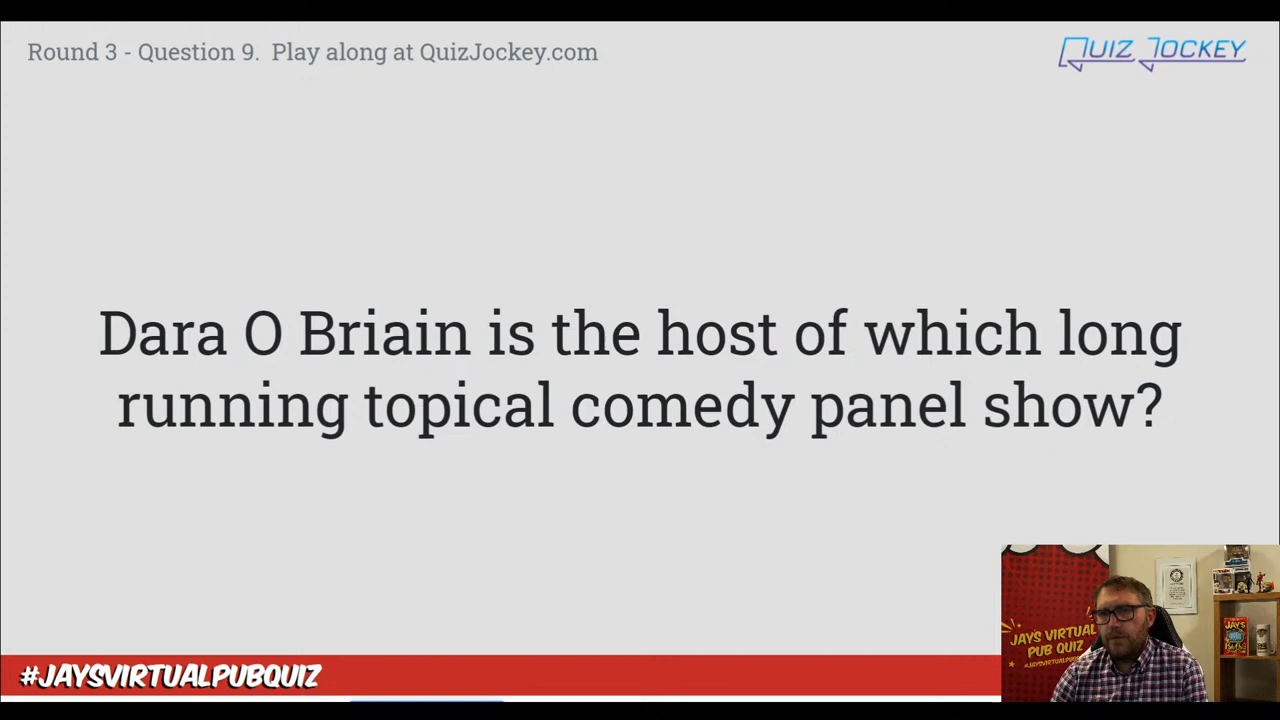 Round 3 - Question 9.  Play along at QuizJockey.com
QUIZ JOCKEY
Dara O Briain is the host of which long
running topical comedy panel show?
JAYS VIRTUAL
PUB QUIZ
#JAYSVIRTUALPUBQUIZ